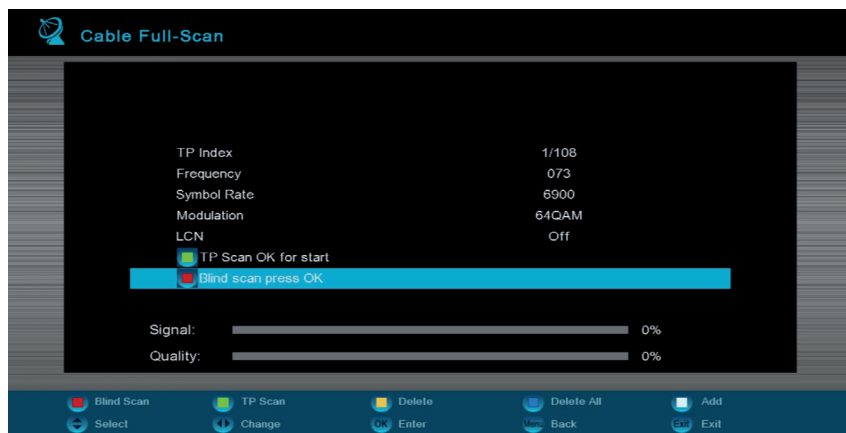 Cable Full-Scan
TP Index 1/108
Frequency 073
Symbol Rate 6900
Modulation 64QAM
LCN Off
TP Scan OK for start
Blind scan press OK
Signal: 0%
Quality: 0%
Blind Scan TP Scan Delete Delete All Add
Select Change OK Enter Menu Back Exit Exit